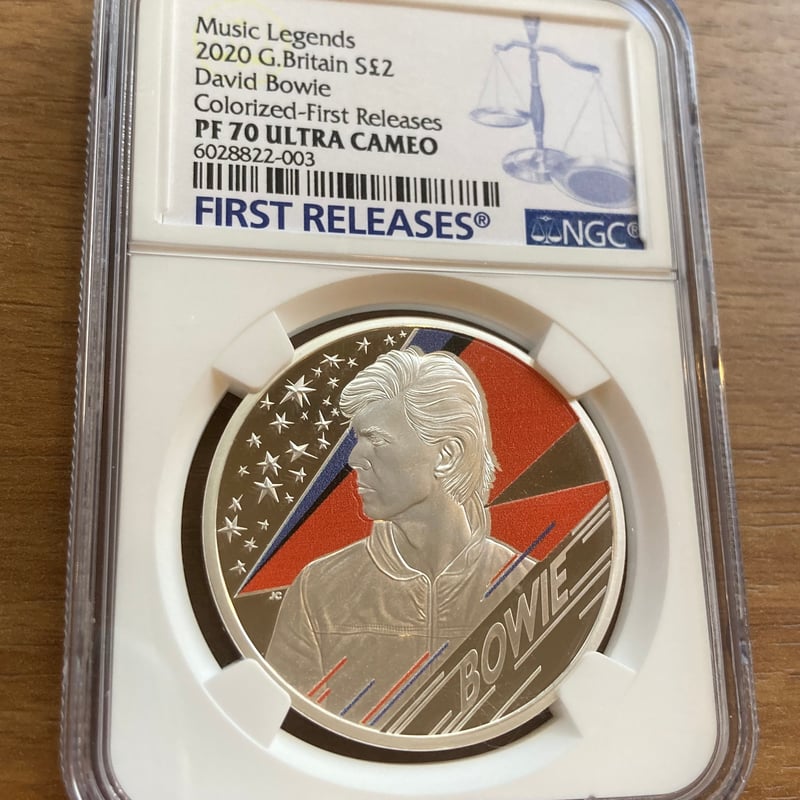 Music Legends
2020 G.Britain S£2
David Bowie
Colorized-First Releases
PF 70 ULTRA CAMEO
6028822-003
FIRST RELEASES®
NGC®
JC
BOWIE